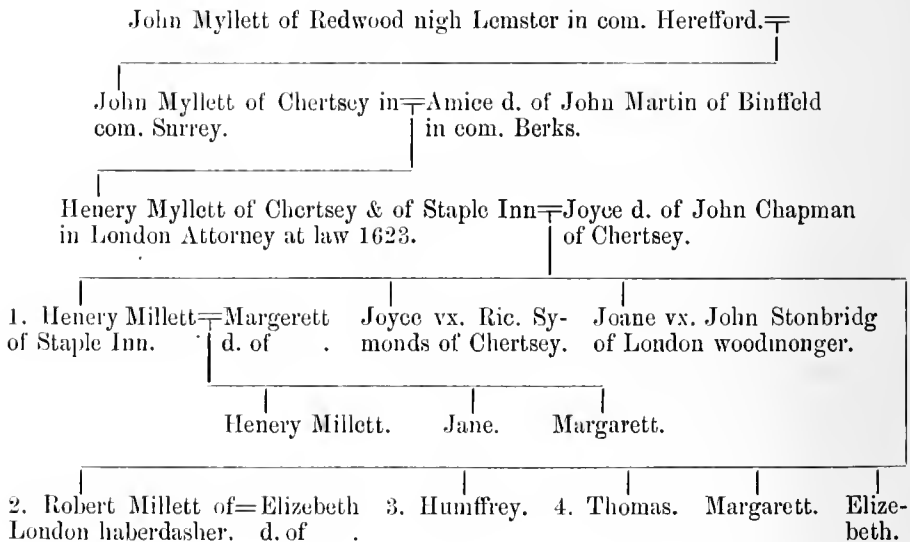 John Myllett of Redwood nigh Lemster in com. Herefford.
John Myllett of Chertsey in com. Surrey.
Amice d. of John Martin of Binffeld in com. Berks.
Henery Myllett of Chertsey & of Staple Inn in London Attorney at law 1623.
Joyce d. of John Chapman of Chertsey.
1. Henery Millett of Staple Inn.
Margerett d. of .
Joyce vx. Ric. Symonds of Chertsey.
Joane vx. John Stonbridg of London woodmonger.
Henery Millett. Jane. Margarett.
2. Robert Millett of London haberdasher.
Elizebeth d. of .
3. Humffrey. 4. Thomas. Margarett. Elizebeth.